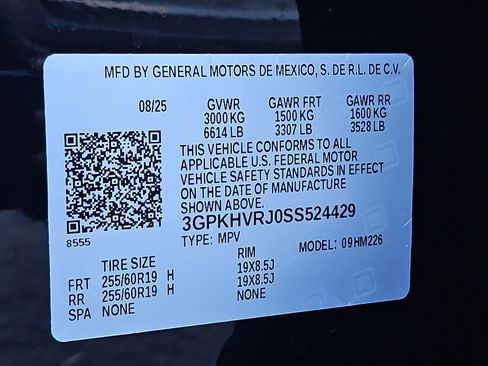 MFD BY GENERAL MOTORS DE MEXICO, S. DE R.L. DE C.V.
08/25 GVWR GAWR FRT GAWR RR
3000 KG 1500 KG 1600 KG
6614 LB 3307 LB 3528 LB
THIS VEHICLE CONFORMS TO ALL
APPLICABLE U.S. FEDERAL MOTOR
VEHICLE SAFETY STANDARDS IN EFFECT
ON THE DATE OF MANUFACTURE
SHOWN ABOVE.
3GPKHVRJ0SS524429
8555 TYPE: MPV MODEL: 09HM226
TIRE SIZE RIM
FRT 255/60R19 H 19X8.5J
RR 255/60R19 H 19X8.5J
SPA NONE NONE